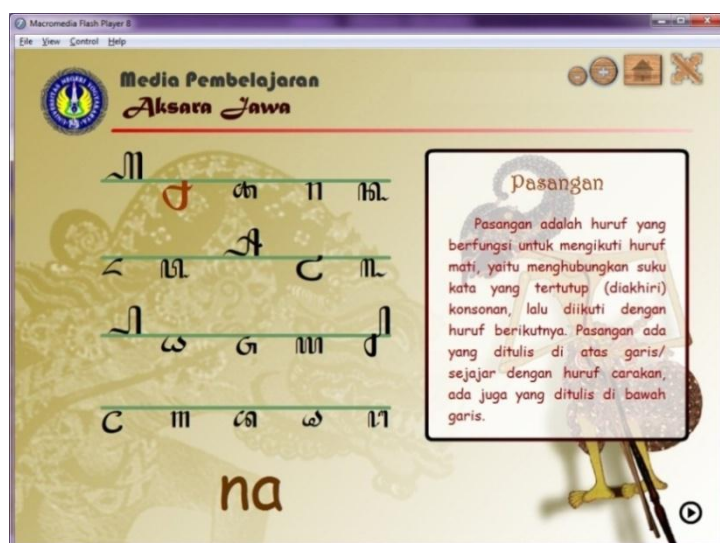 Macromedia Flash Player 8
File View Control Help
Media Pembelajaran
Aksara Jawa
꧀ꦲ ꧀ꦤ ꧀ꦕ ꧀ꦫ ꧀ꦏ
꧀ꦢ ꧀ꦠ ꧀ꦱ ꧀ꦮ ꧀ꦭ
꧀ꦥ ꧀ꦝ ꧀ꦗ ꧀ꦪ ꧀ꦚ
꧀ꦩ ꧀ꦒ ꧀ꦧ ꧀ꦛ ꧀ꦔ
na
Pasangan
Pasangan adalah huruf yang
berfungsi untuk mengikuti huruf
mati, yaitu menghubungkan suku
kata yang tertutup (diakhiri)
konsonan, lalu diikuti dengan
huruf berikutnya. Pasangan ada
yang ditulis di atas garis/
sejajar dengan huruf carakan,
ada juga yang ditulis di bawah
garis.